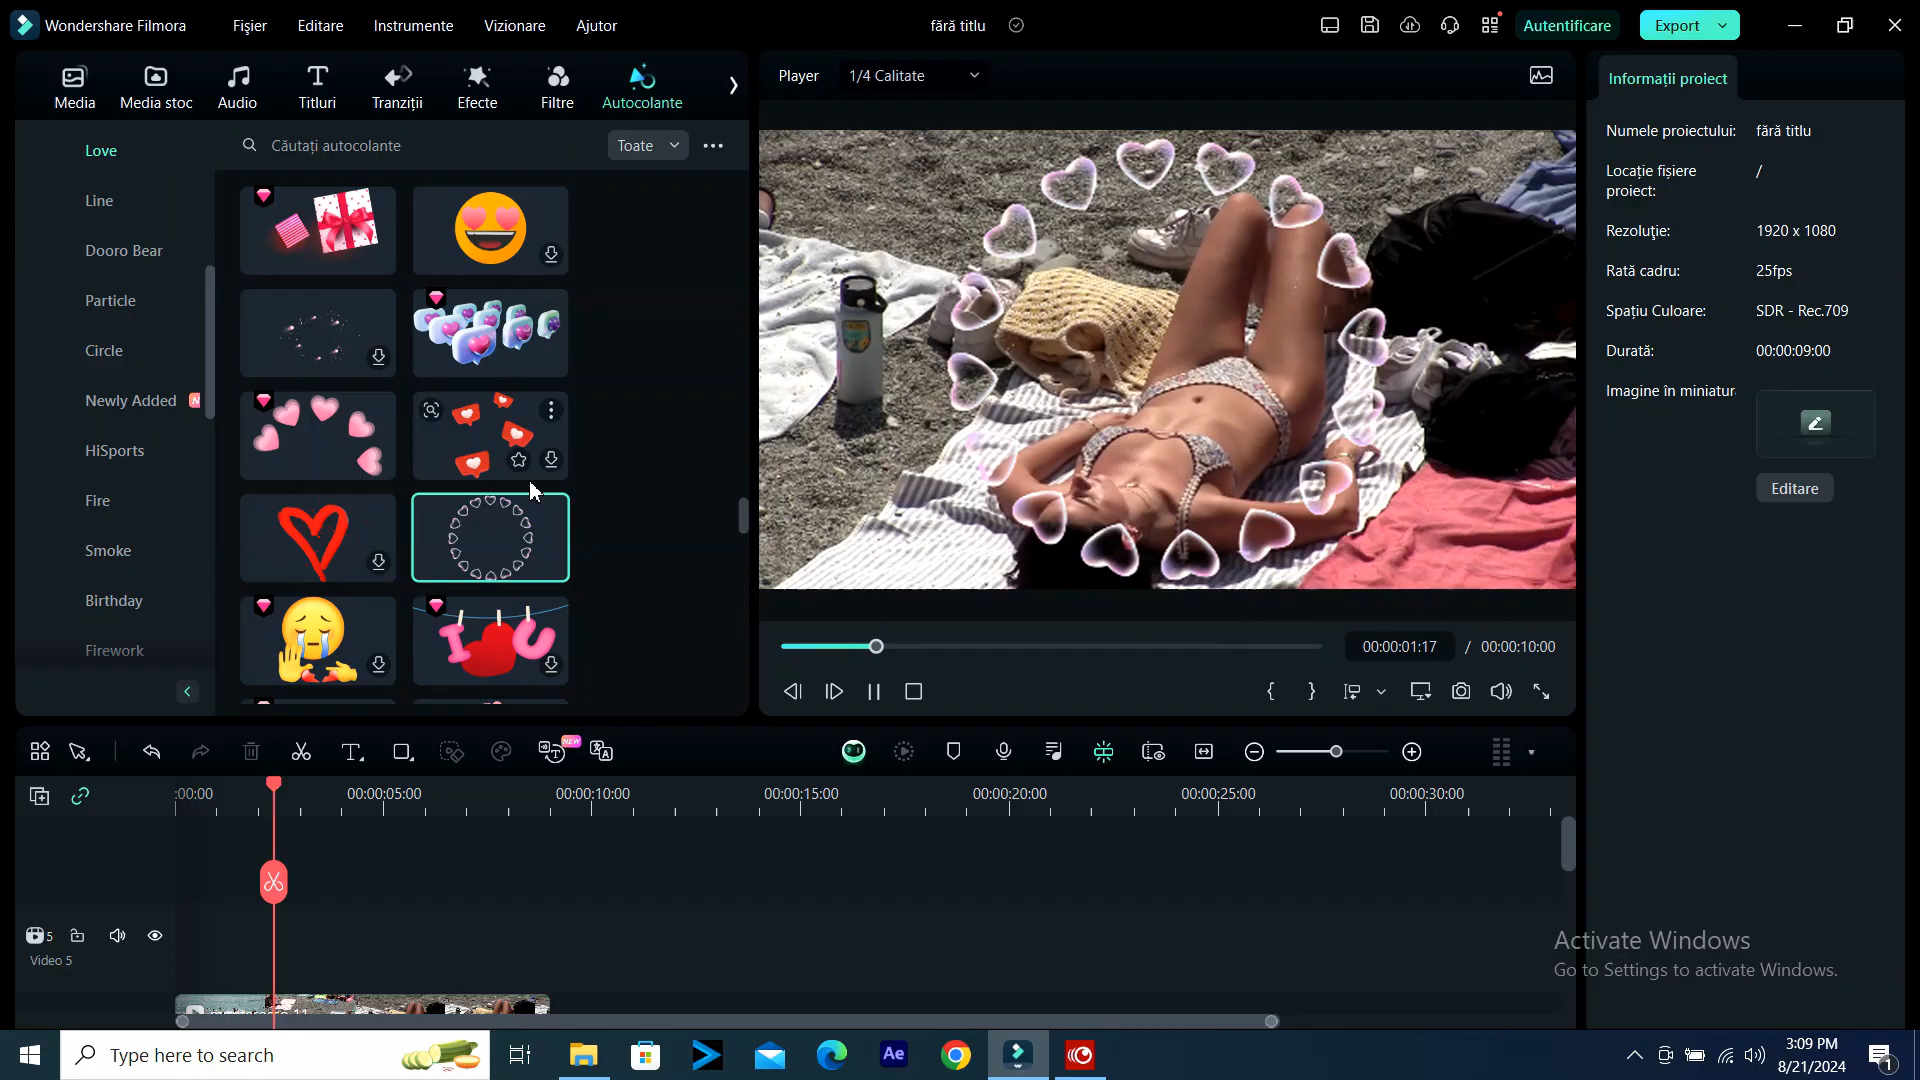 Wondershare Filmora
Fișier
Editare
Instrumente
Vizionare
Ajutor
fără titlu
Autentificare
Export
Media
Media stoc
Audio
Titluri
Tranziții
Efecte
Filtre
Autocolante
Love
Line
Dooro Bear
Particle
Circle
Newly Added
HiSports
Fire
Smoke
Birthday
Firework
Căutați autocolante
Toate
I U
Player
1/4 Calitate
00:00:01:17 / 00:00:10:00
Informații proiect
Numele proiectului: fără titlu
Locație fișiere proiect: /
Rezoluție: 1920 x 1080
Rată cadru: 25fps
Spațiu Culoare: SDR - Rec.709
Durată: 00:00:09:00
Imagine în miniatur
Editare
NEW
:00:00
00:00:05:00
00:00:10:00
00:00:15:00
00:00:20:00
00:00:25:00
00:00:30:00
5
Video 5
Activate Windows
Go to Settings to activate Windows.
Type here to search
Ae
3:09 PM
8/21/2024
1